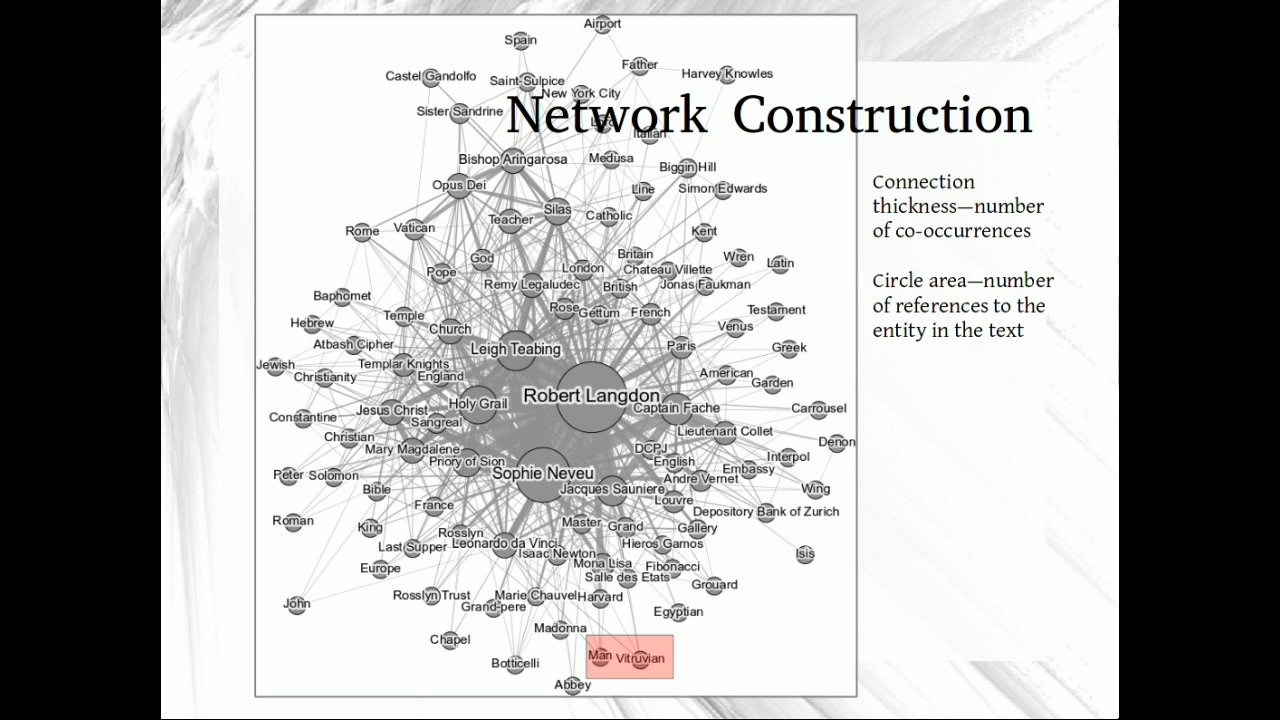 Airport
Spain
Father
Harvey Knowles
Castel Gandolfo
Saint-Sulpice
New York City
Sister Sandrine
Network Construction
Italian
Bishop Aringarosa
Medusa
Biggin Hill
Opus Dei
Line
Simon Edwards
Silas
Teacher
Catholic
Rome
Vatican
Kent
God
Britain
Wren
Latin
Pope
London
Chateau Villette
Remy Legaludec
British
Jonas Faukman
Baphomet
Rose
Gettum
French
Testament
Hebrew
Temple
Church
Venus
Atbash Cipher
Leigh Teabing
Paris
Greek
Jewish
Templar Knights
Christianity
England
American
Garden
Robert Langdon
Constantine
Jesus Christ
Holy Grail
Captain Fache
Carrousel
Sangreal
Christian
Lieutenant Collet
Denon
Mary Magdalene
DCPJ
Priory of Sion
English
Interpol
Peter
Solomon
Sophie Neveu
Embassy
Andre Vernet
Bible
Jacques Sauniere
Wing
France
Louvre
Depository Bank of Zurich
Roman
King
Master
Grand
Gallery
Rosslyn
Last Supper
Leonardo da Vinci
Hieros Gamos
Isaac Newton
Isis
Europe
Mona Lisa
Fibonacci
Salle des Etats
Grouard
John
Rosslyn Trust
Marie Chauvel
Harvard
Grand-pere
Egyptian
Chapel
Madonna
Man
Vitruvian
Botticelli
Abbey
Connection
thickness—number
of co-occurrences
Circle area—number
of references to the
entity in the text